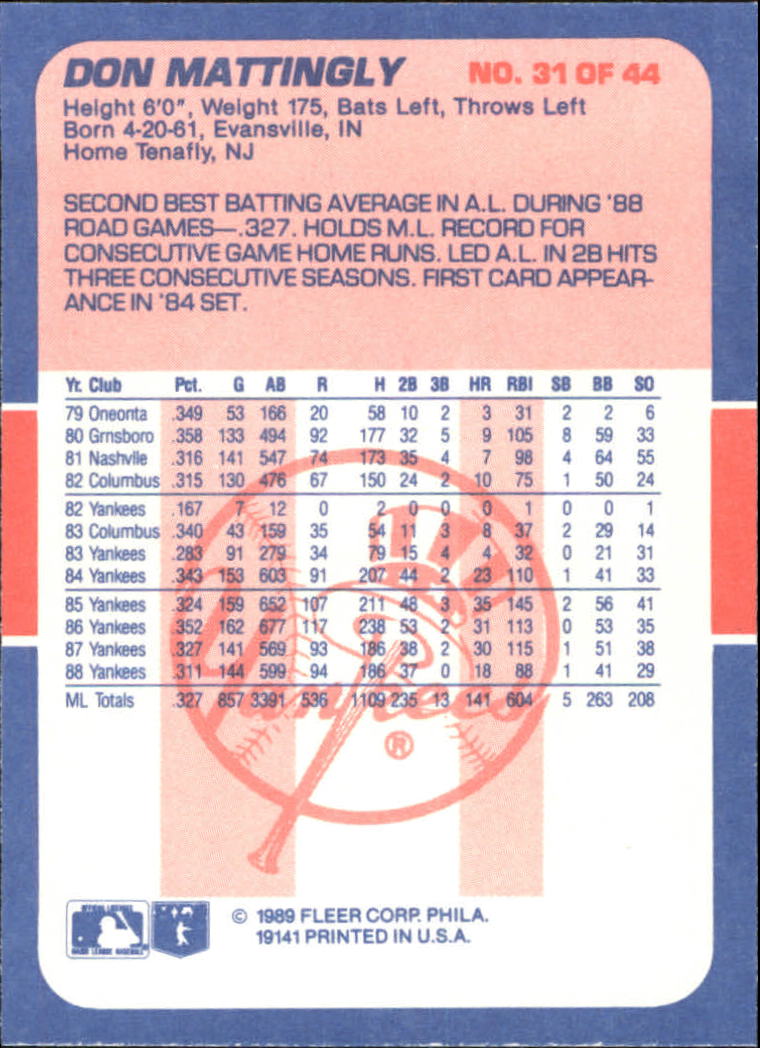 DON MATTINGLY NO. 31 OF 44
Height 6'0", Weight 175, Bats Left, Throws Left
Born 4-20-61, Evansville, IN
Home Tenafly, NJ
SECOND BEST BATTING AVERAGE IN A.L. DURING '88
ROAD GAMES—.327. HOLDS M.L. RECORD FOR
CONSECUTIVE GAME HOME RUNS. LED A.L. IN 2B HITS
THREE CONSECUTIVE SEASONS. FIRST CARD APPEAR-
ANCE IN '84 SET.
Yr. Club Pct. G AB R H 2B 3B HR RBI SB BB SO
79 Oneonta .349 53 166 20 58 10 2 3 31 2 2 6
80 Grnsboro .358 133 494 92 177 32 5 9 105 8 59 33
81 Nashvlle .316 141 547 74 173 35 4 7 98 4 64 55
82 Columbus .315 130 476 67 150 24 2 10 75 1 50 24
82 Yankees .167 7 12 0 2 0 0 0 1 0 0 1
83 Columbus .340 43 159 35 54 11 3 8 37 2 29 14
83 Yankees .283 91 279 34 79 15 4 4 32 0 21 31
84 Yankees .343 153 603 91 207 44 2 23 110 1 41 33
85 Yankees .324 159 652 107 211 48 3 35 145 2 56 41
86 Yankees .352 162 677 117 238 53 2 31 113 0 53 35
87 Yankees .327 141 569 93 186 38 2 30 115 1 51 38
88 Yankees .311 144 599 94 186 37 0 18 88 1 41 29
ML Totals .327 857 3391 536 1109 235 13 141 604 5 263 208
Yankees
®
OFFICIAL LICENSEE
MAJOR LEAGUE BASEBALL
© 1989 FLEER CORP. PHILA.
19141 PRINTED IN U.S.A.